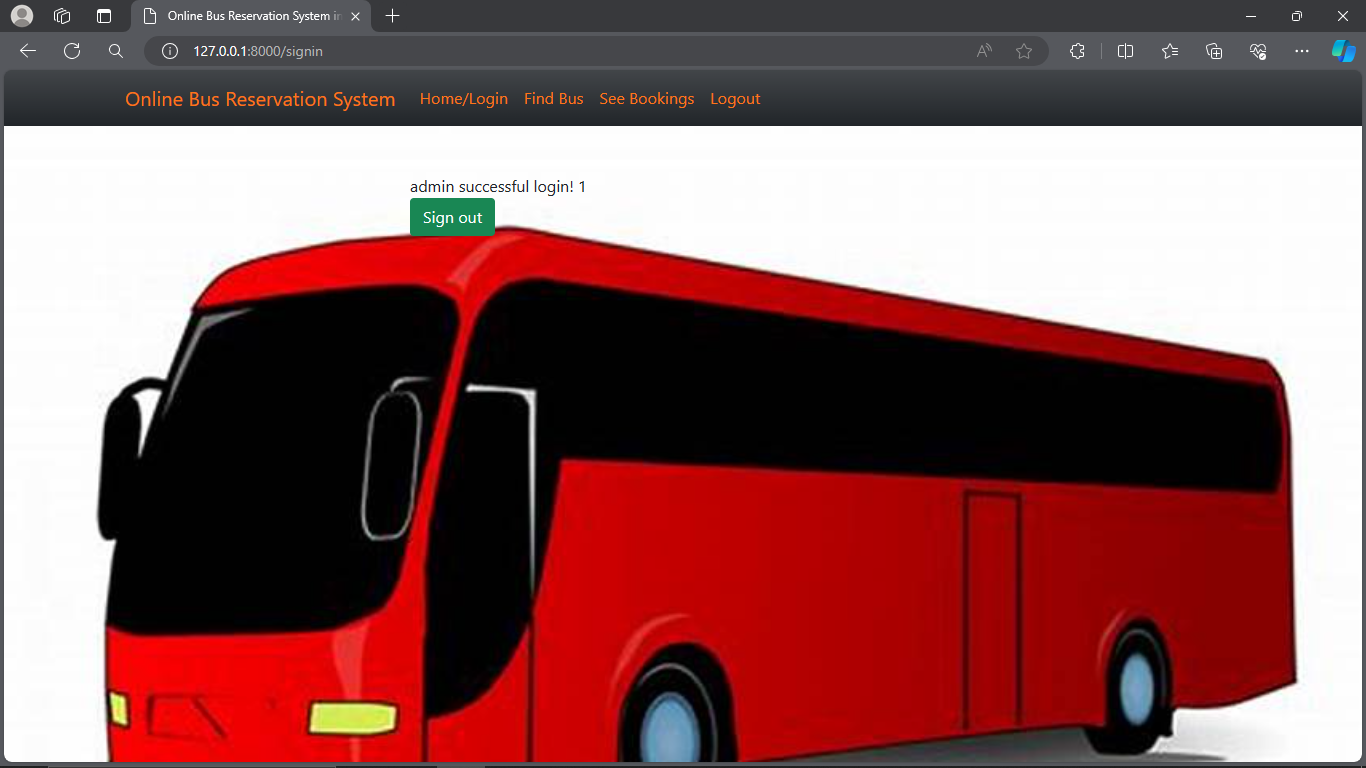 Online Bus Reservation System in
127.0.0.1:8000/signin
Online Bus Reservation System Home/Login Find Bus See Bookings Logout
admin successful login! 1
Sign out